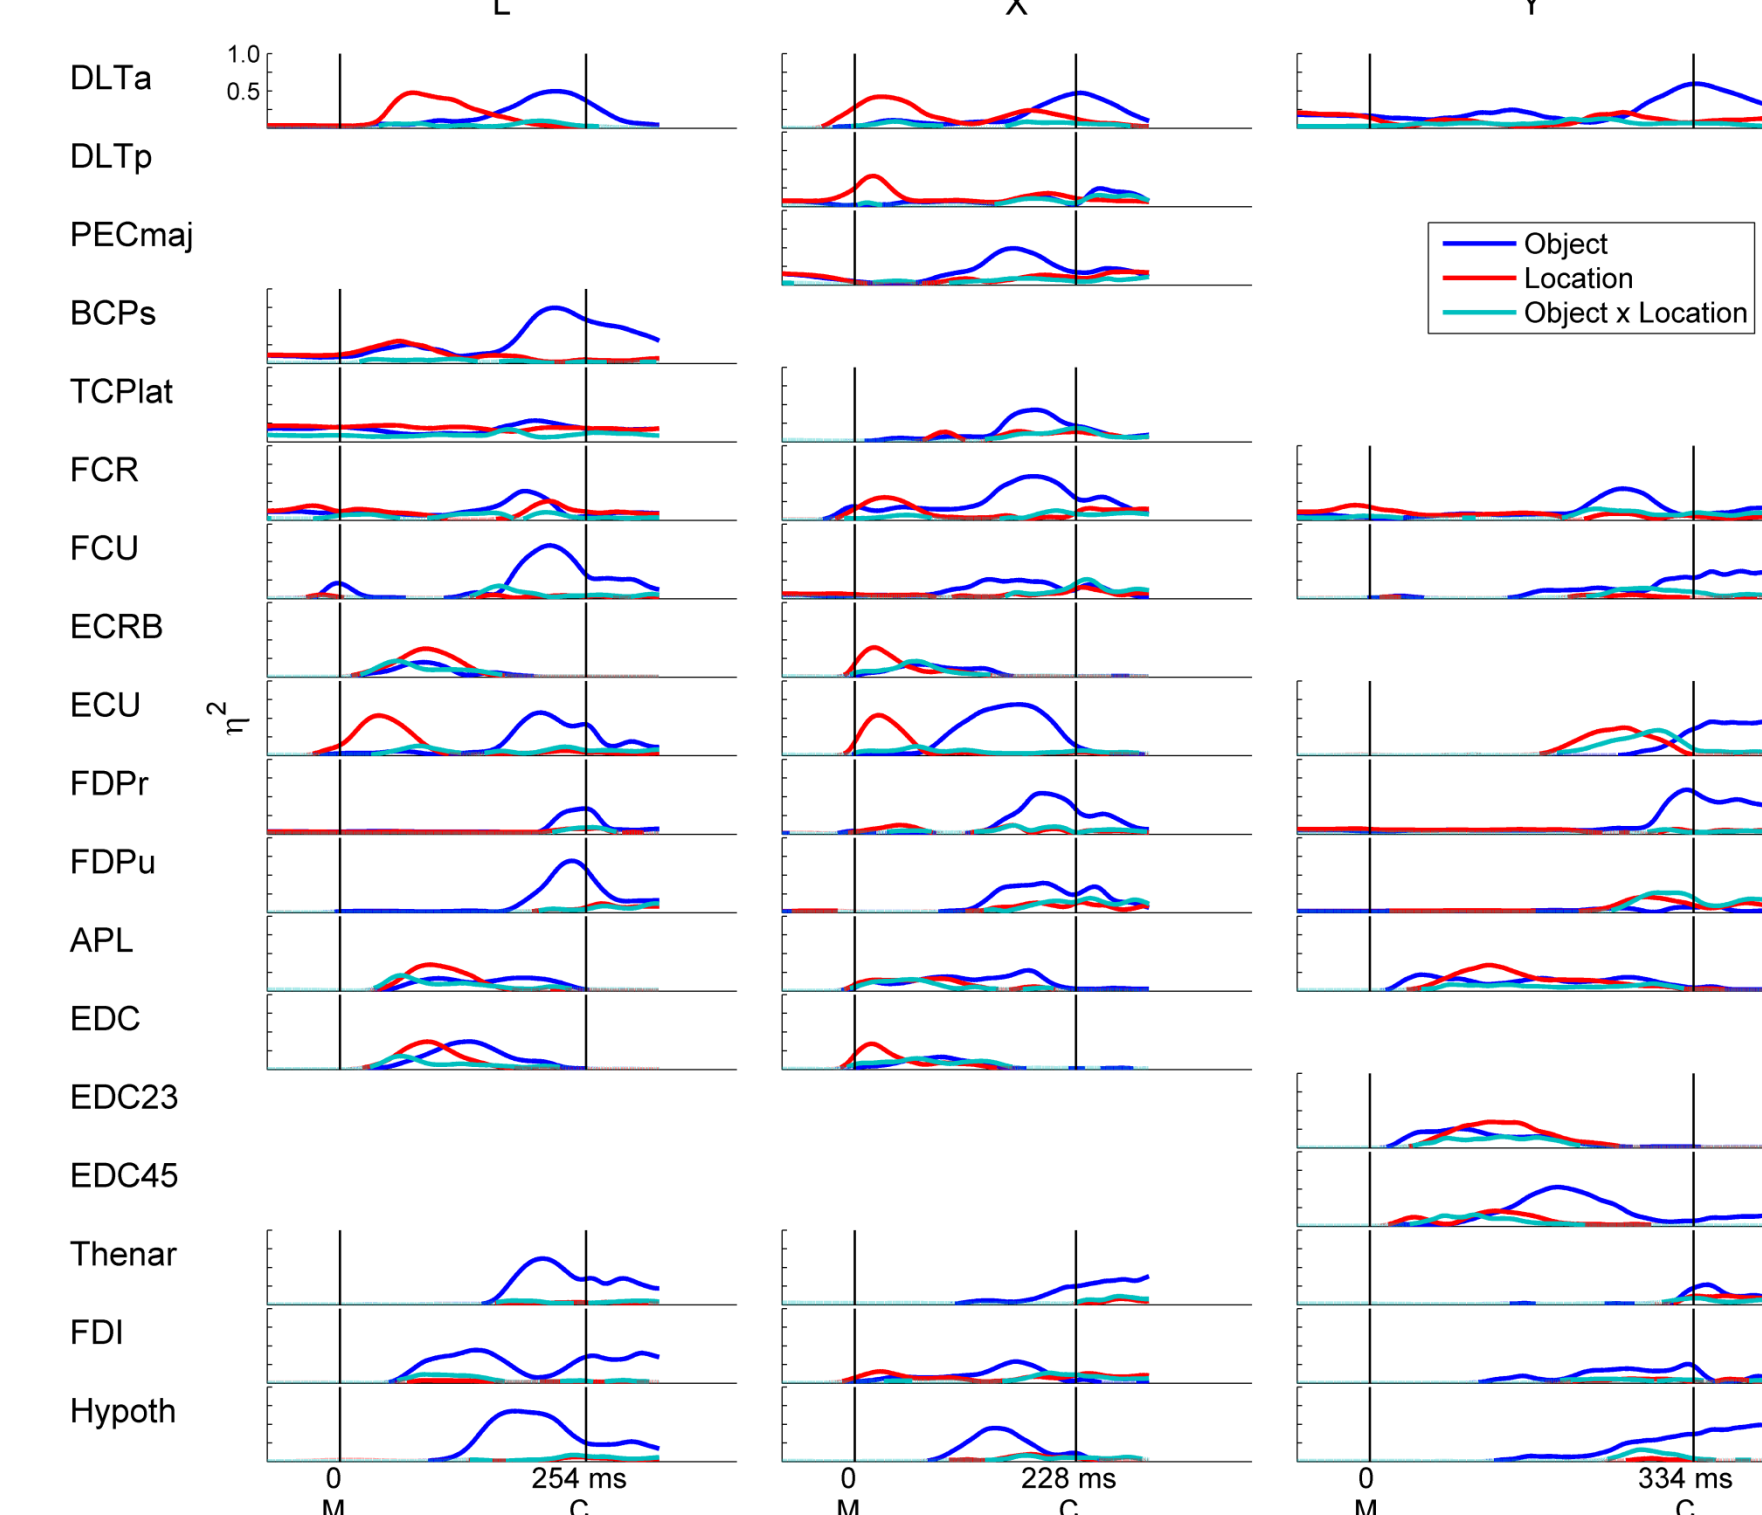 L X Y
DLTa
1.0
0.5
DLTp
PECmaj
Object
Location
Object x Location
BCPs
TCPlat
FCR
FCU
ECRB
ECU
η²
FDPr
FDPu
APL
EDC
EDC23
EDC45
Thenar
FDI
Hypoth
0 254 ms 0 228 ms 0 334 ms
M C M C M C